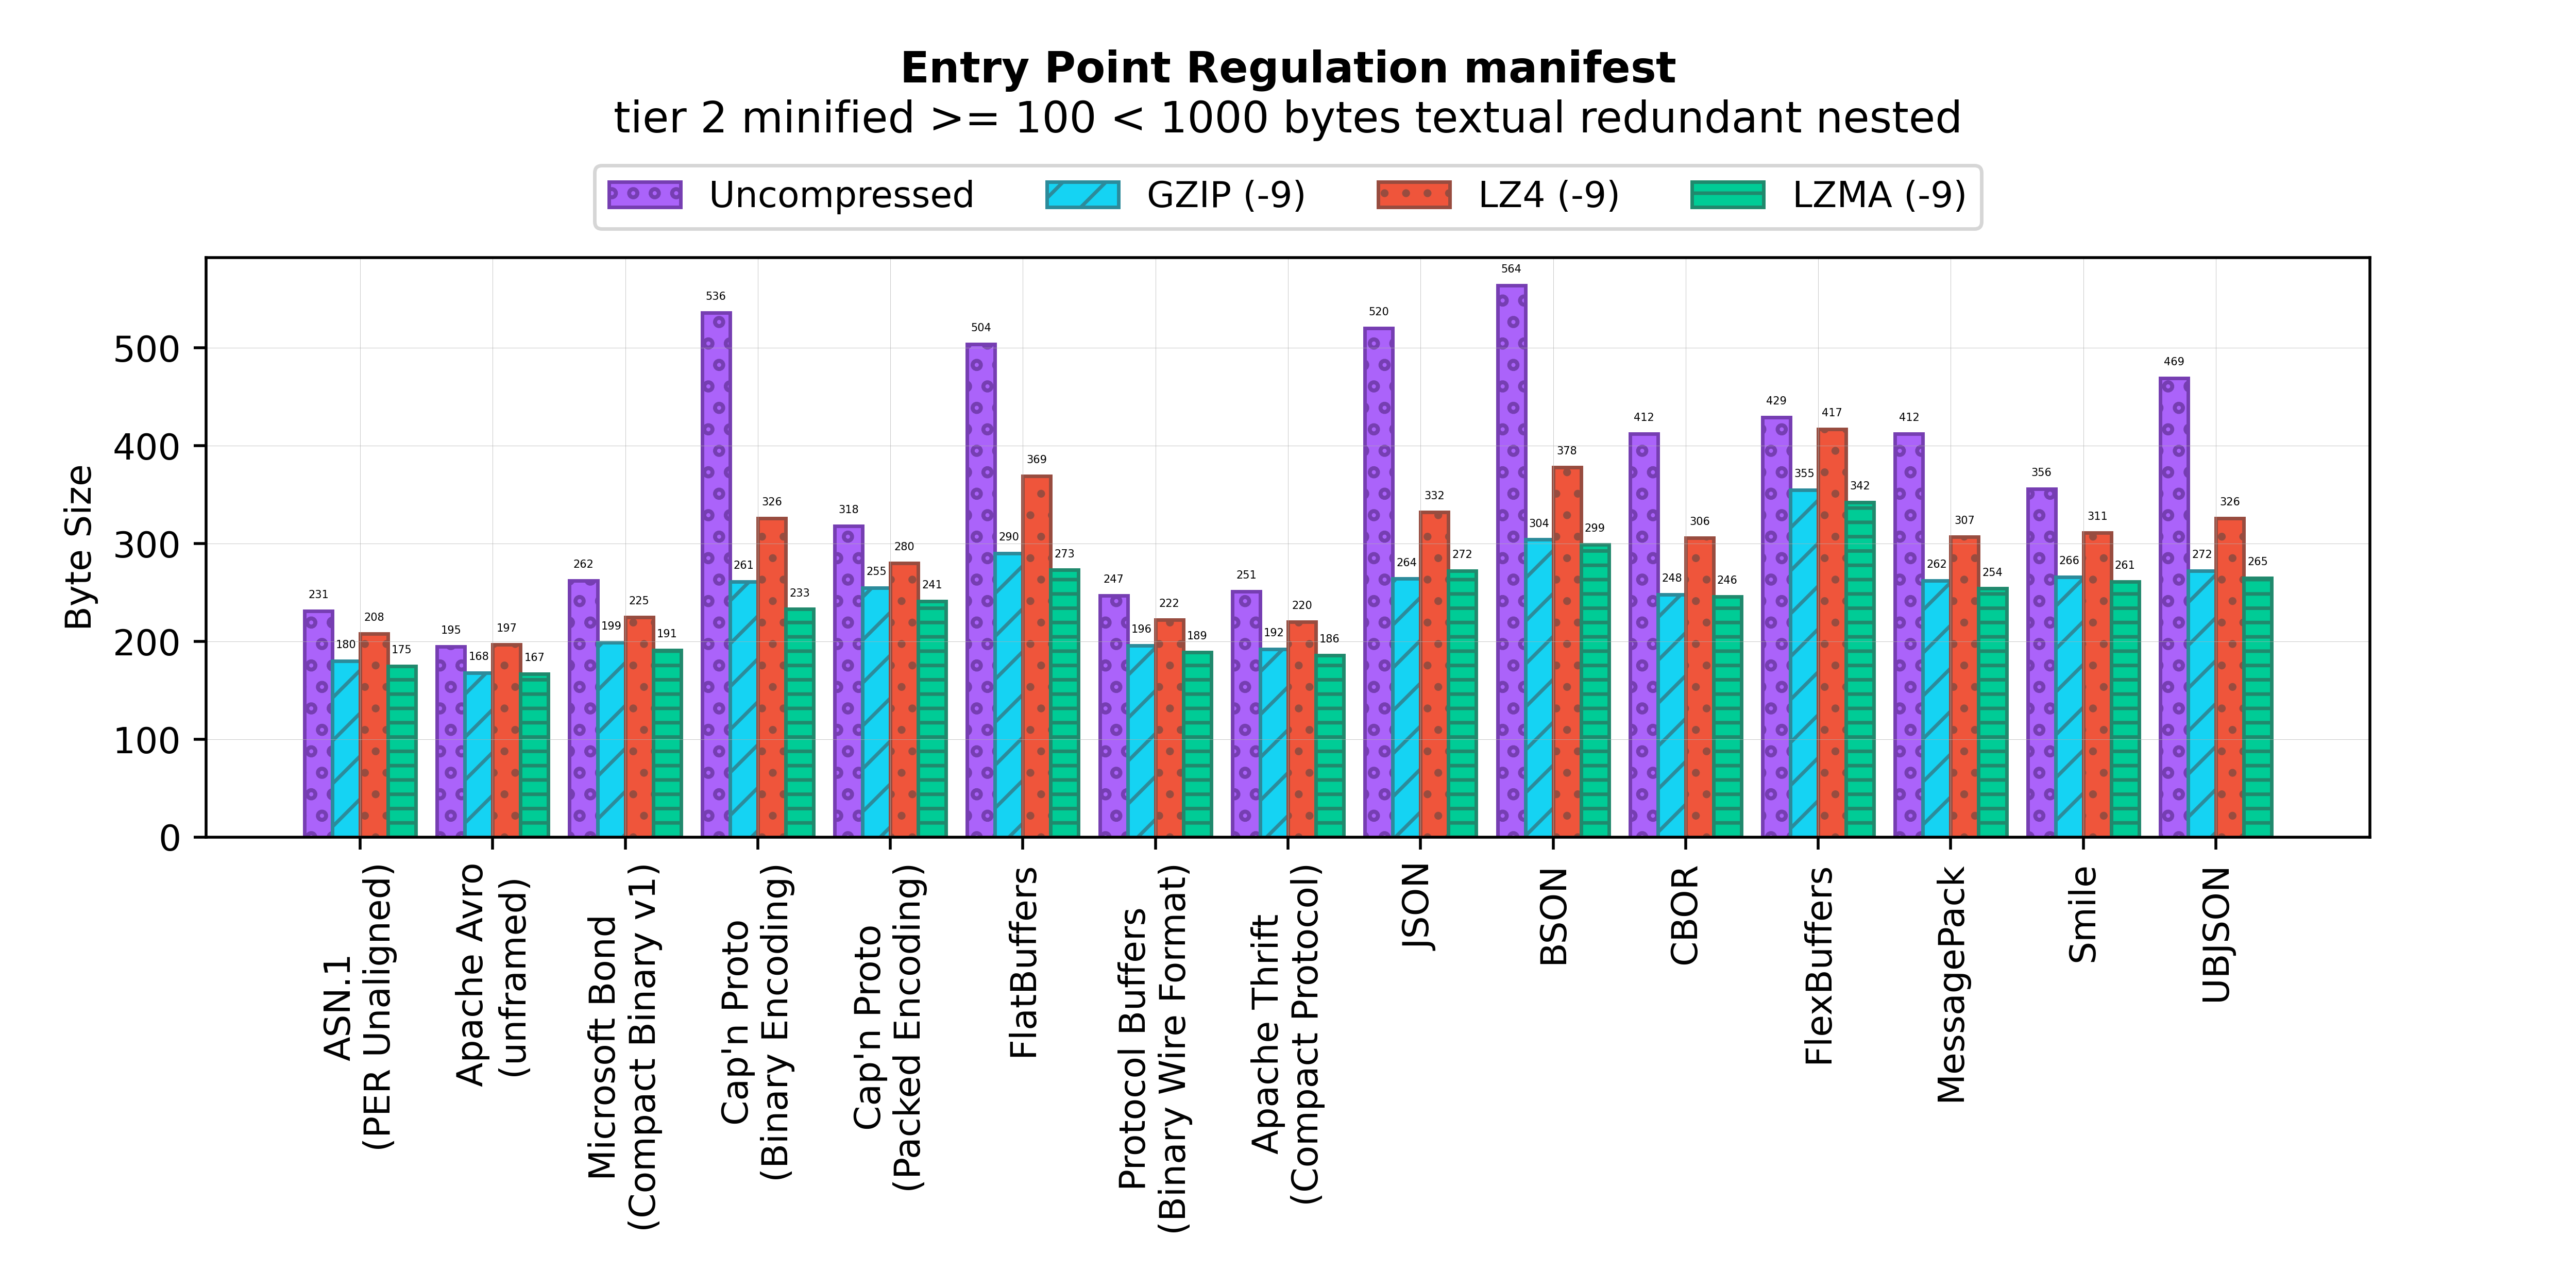 Entry Point Regulation manifest
tier 2 minified >= 100 < 1000 bytes textual redundant nested
Uncompressed GZIP (-9) LZ4 (-9) LZMA (-9)
Byte Size
500
400
300
200
100
0
231 180 208 175
195 168 197 167
262 199 225 191
536 261 326 233
318 255 280 241
504 290 369 273
247 196 222 189
251 192 220 186
520 264 332 272
564 304 378 299
412 248 306 246
429 355 417 342
412 262 307 254
356 266 311 261
469 272 326 265
ASN.1
(PER Unaligned)
Apache Avro
(unframed)
Microsoft Bond
(Compact Binary v1)
Cap'n Proto
(Binary Encoding)
Cap'n Proto
(Packed Encoding)
FlatBuffers
Protocol Buffers
(Binary Wire Format)
Apache Thrift
(Compact Protocol)
JSON
BSON
CBOR
FlexBuffers
MessagePack
Smile
UBJSON